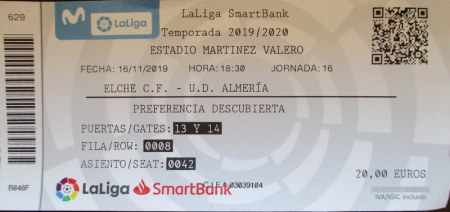 629
LaLiga
LaLiga SmartBank
Temporada 2019/2020
ESTADIO MARTINEZ VALERO
FECHA: 16/11/2019 HORA: 18:30 JORNADA: 16
ELCHE C.F. - U.D. ALMERÍA
PREFERENCIA DESCUBIERTA
PUERTAS/GATES: 13 Y 14
FILA/ROW: 0008
ASIENTO/SEAT: 0042
20,00 EUROS
B046F
LaLiga SmartBank
C.I.F.A-03039104
IVA/IGIC incluido